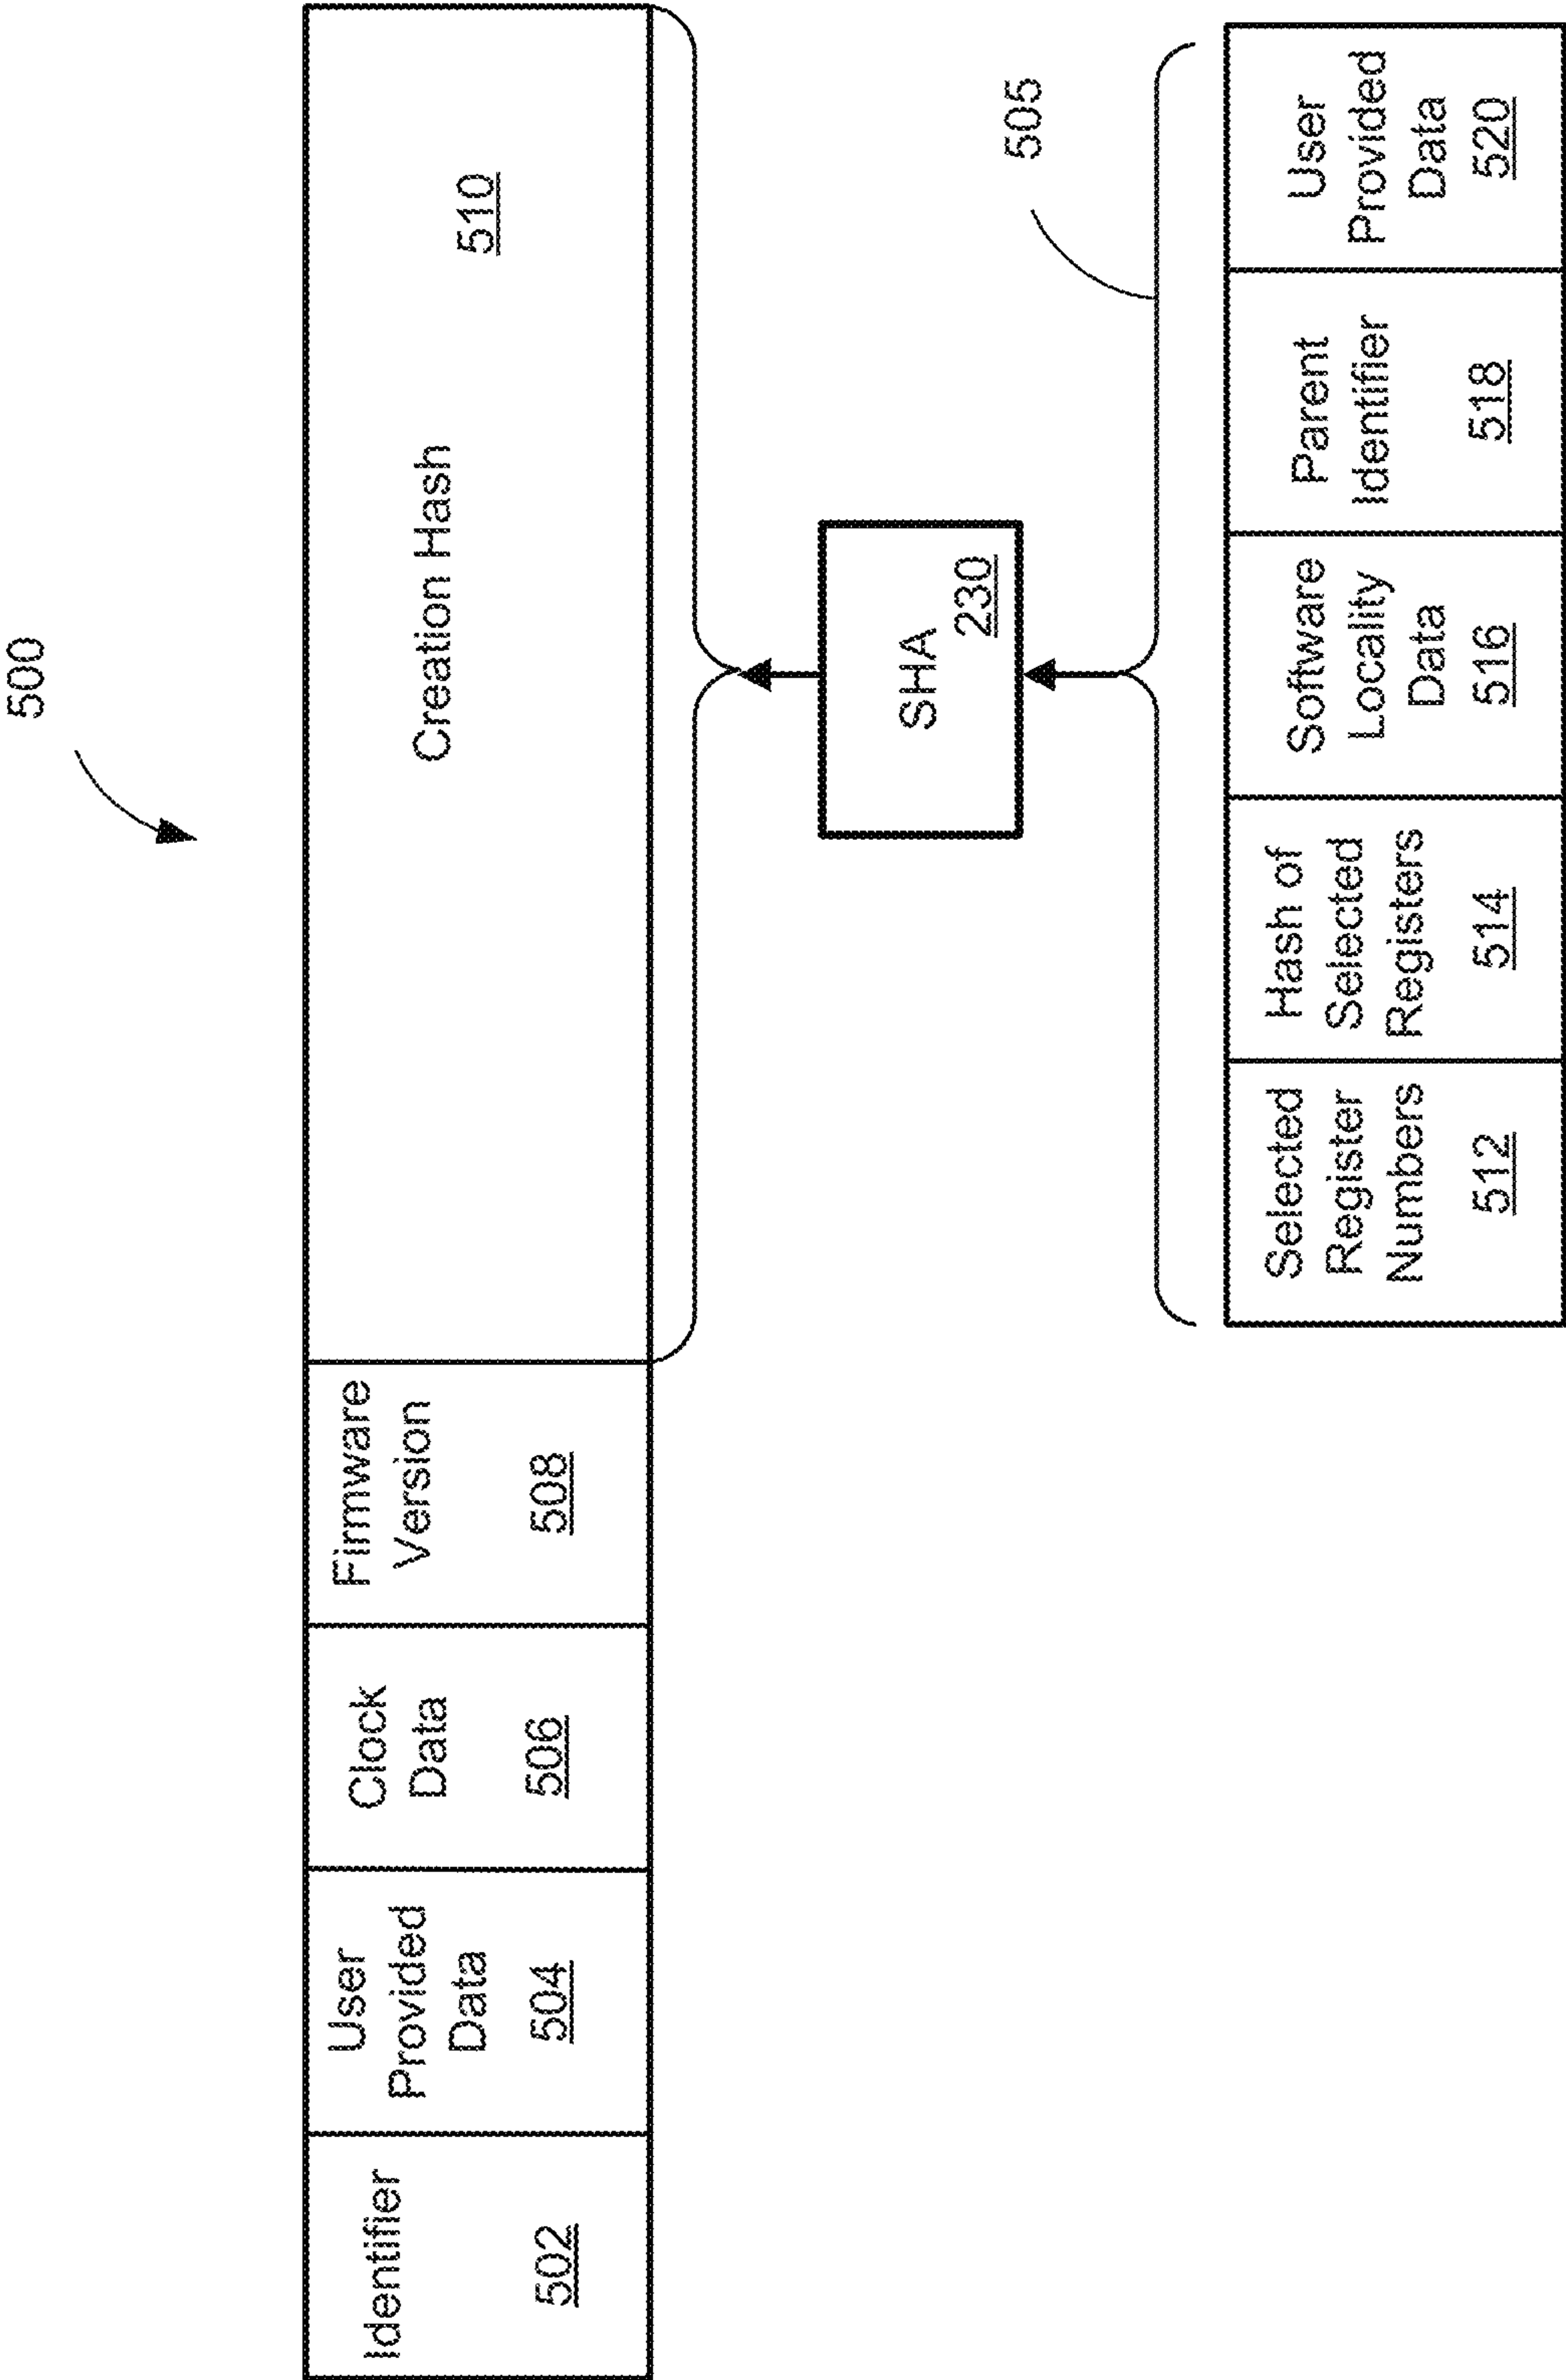 500
Identifier
502
User
Provided
Data
504
Clock
Data
506
Firmware
Version
508
Creation Hash
510
SHA
230
505
Selected
Register
Numbers
512
Hash of
Selected
Registers
514
Software
Locality
Data
516
Parent
Identifier
518
User
Provided
Data
520